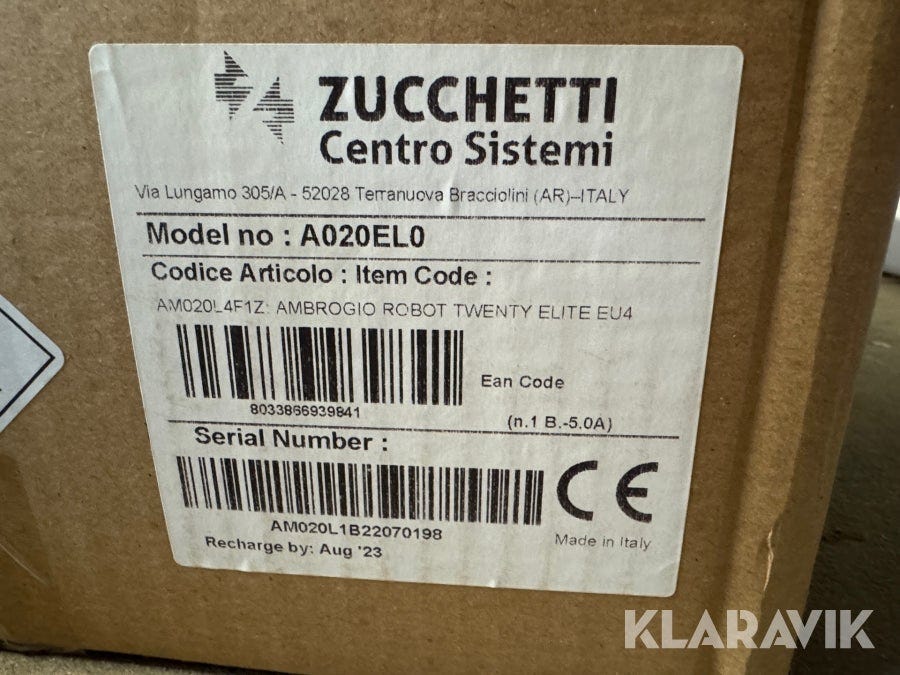 ZUCCHETTI
Centro Sistemi
Via Lungarno 305/A - 52028 Terranuova Bracciolini (AR)-ITALY
Model no : A020EL0
Codice Articolo : Item Code :
AM020L4F1Z: AMBROGIO ROBOT TWENTY ELITE EU4
Ean Code
8033866939841
(n.1 B.-5.0A)
Serial Number :
CE
AM020L1B22070198
Made in Italy
Recharge by: Aug '23
KLARAVIK